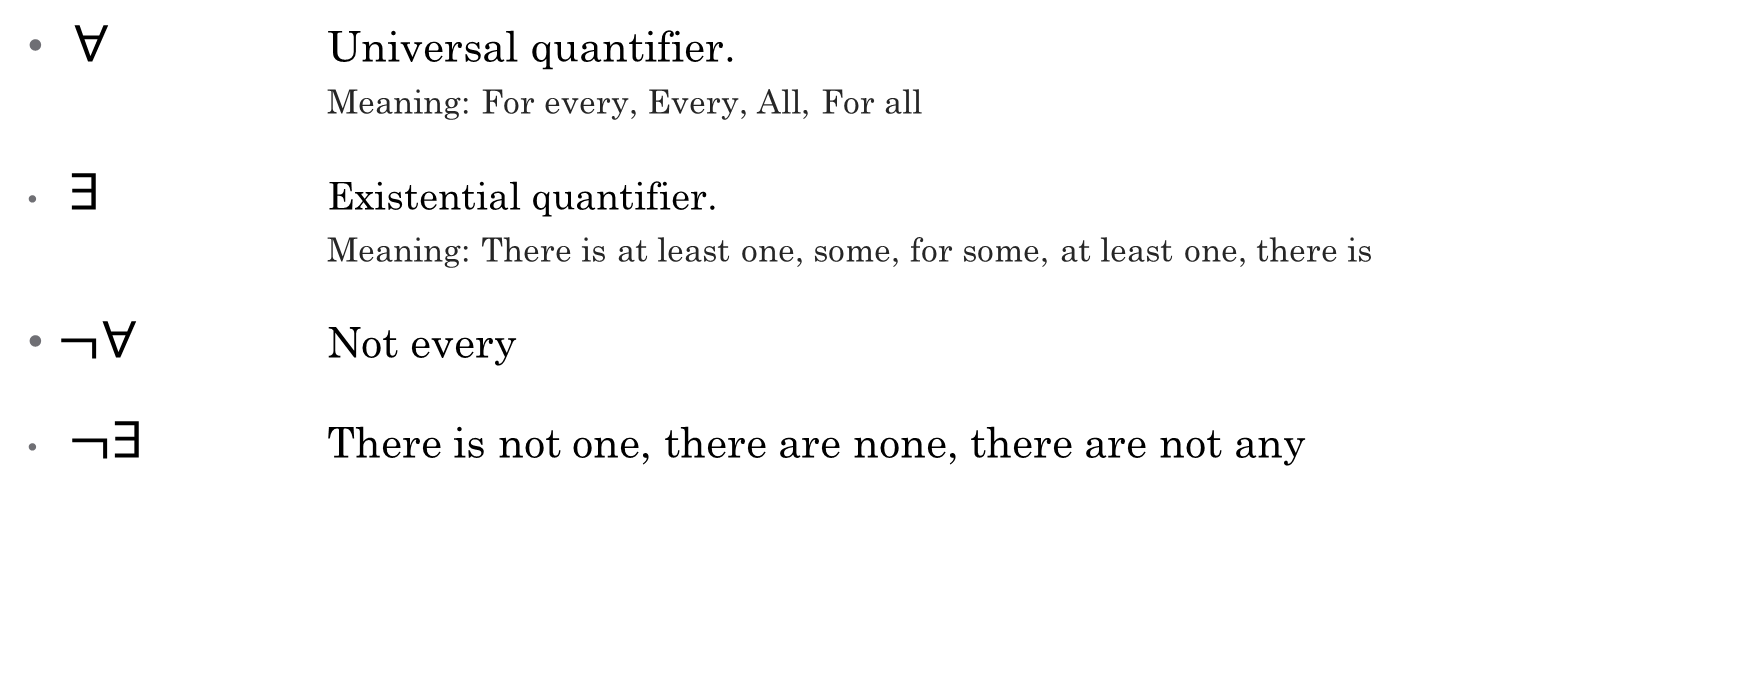 • ∀ Universal quantifier.
Meaning: For every, Every, All, For all
• ∃ Existential quantifier.
Meaning: There is at least one, some, for some, at least one, there is
• ¬∀ Not every
• ¬∃ There is not one, there are none, there are not any